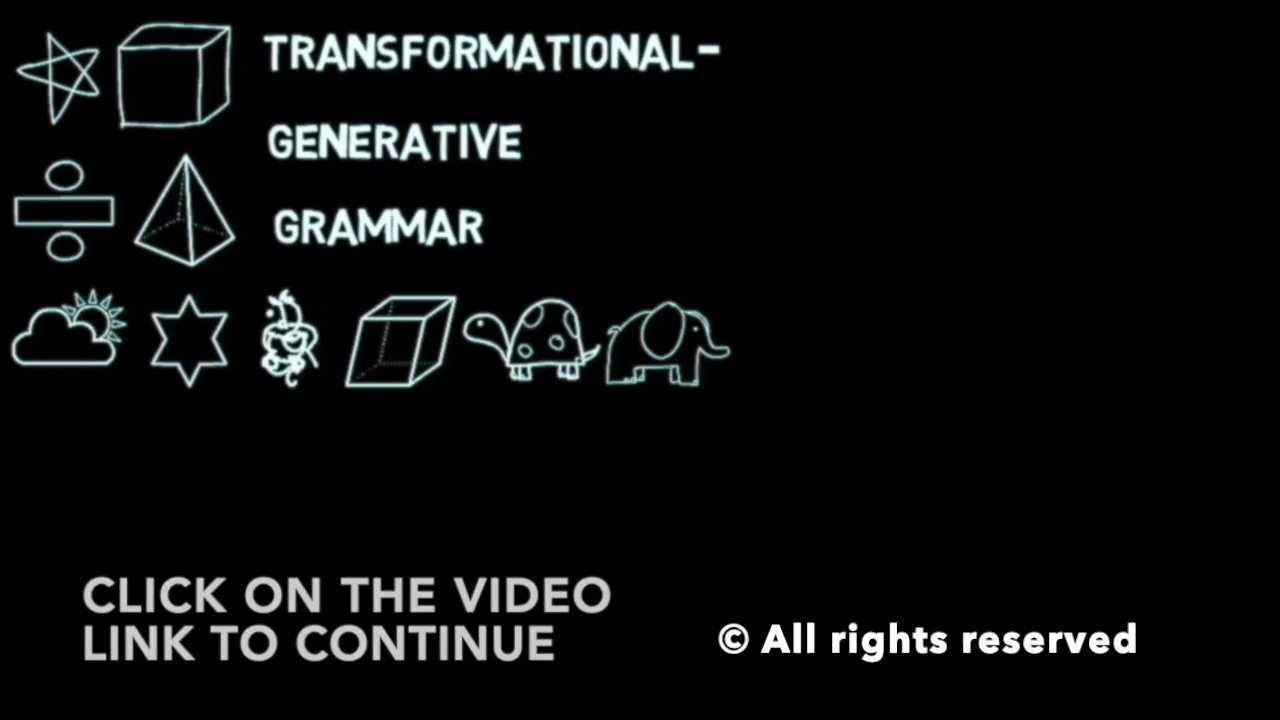 TRANSFORMATIONAL-
GENERATIVE
GRAMMAR
CLICK ON THE VIDEO
LINK TO CONTINUE
© All rights reserved